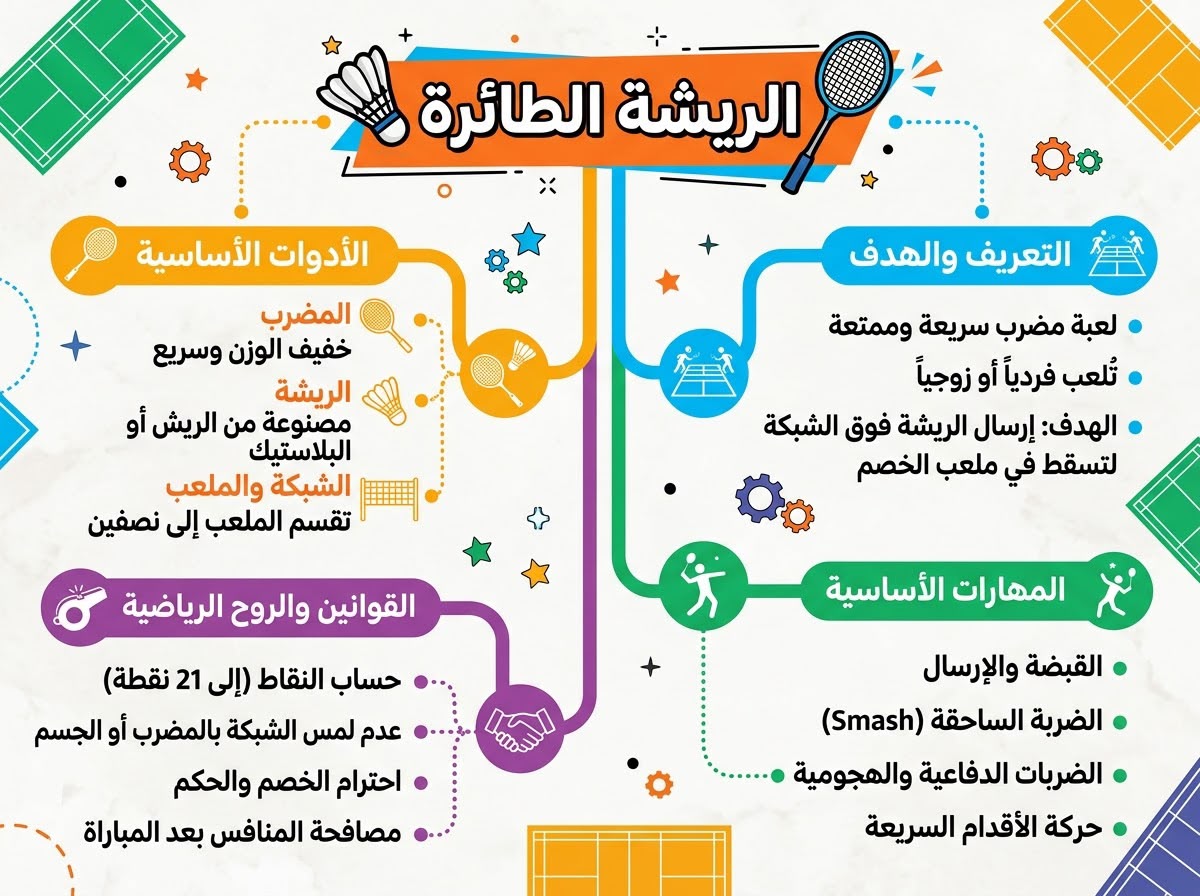 الريشة الطائرة
التعريف والهدف
لعبة مضرب سريعة وممتعة
تُلعب فردياً أو زوجياً
الهدف: إرسال الريشة فوق الشبكة
لتسقط في ملعب الخصم
الأدوات الأساسية
المضرب
خفيف الوزن وسريع
الريشة
مصنوعة من الريش أو
البلاستيك
الشبكة والملعب
تقسم الملعب إلى نصفين
المهارات الأساسية
القبضة والإرسال
الضربة الساحقة (Smash)
الضربات الدفاعية والهجومية
حركة الأقدام السريعة
القوانين والروح الرياضية
حساب النقاط (إلى 21 نقطة)
عدم لمس الشبكة بالمضرب أو الجسم
احترام الخصم والحكم
مصافحة المنافس بعد المباراة